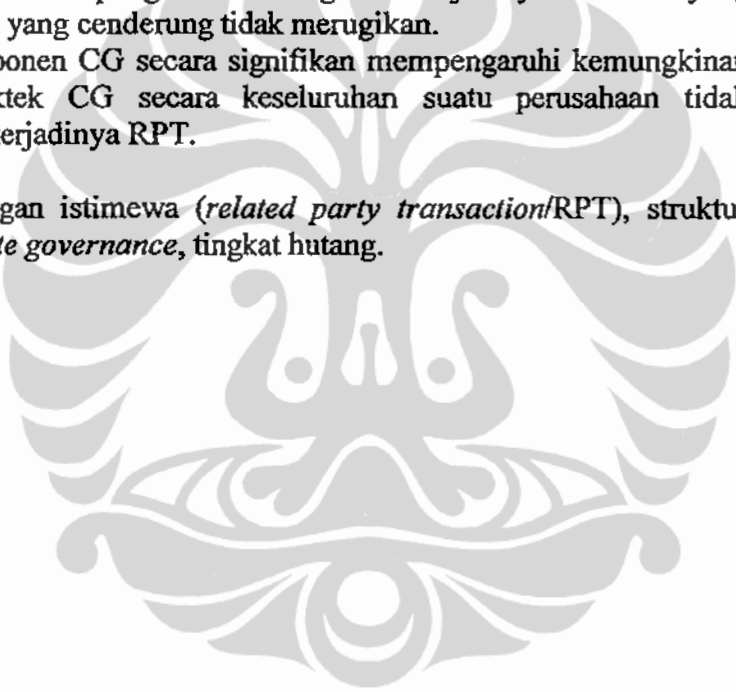 yang cenderung tidak merugikan.
ponen CG secara signifikan mempengaruhi kemungkinan
ktek CG secara keseluruhan suatu perusahaan tidak
terjadinya RPT.
gan istimewa (related party transaction/RPT), struktu
te governance, tingkat hutang.